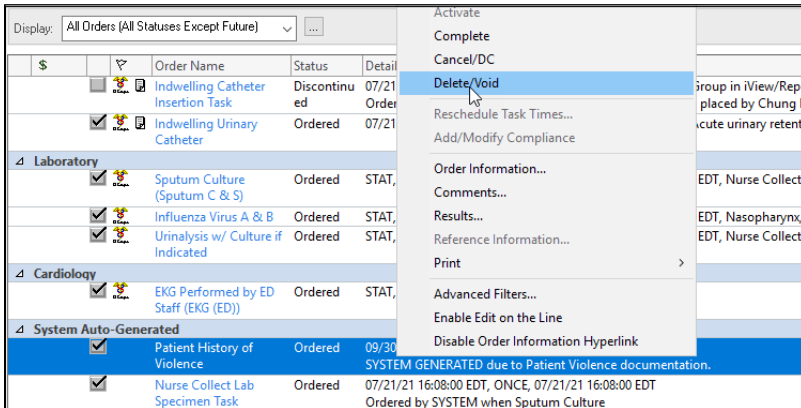 Display: All Orders (All Statuses Except Future) ...
$ Order Name Status Detail
Indwelling Catheter Discontinu 07/21 Group in iView/Rep
Insertion Task ed Order placed by Chung
Indwelling Urinary Ordered 07/21 Acute urinary retent
Catheter
Laboratory
Sputum Culture Ordered STAT, EDT, Nurse Collect
(Sputum C & S)
Influenza Virus A & B Ordered STAT, EDT, Nasopharynx,
Urinalysis w/ Culture if Ordered STAT, EDT, Nurse Collect
Indicated
Cardiology
EKG Performed by ED Ordered STAT,
Staff (EKG (ED))
System Auto-Generated
Patient History of Ordered 09/30
Violence SYSTEM GENERATED due to Patient Violence documentation.
Nurse Collect Lab Ordered 07/21/21 16:08:00 EDT, ONCE, 07/21/21 16:08:00 EDT
Specimen Task Ordered by SYSTEM when Sputum Culture
Activate
Complete
Cancel/DC
Delete/Void
Reschedule Task Times...
Add/Modify Compliance
Order Information...
Comments...
Results...
Reference Information...
Print
Advanced Filters...
Enable Edit on the Line
Disable Order Information Hyperlink